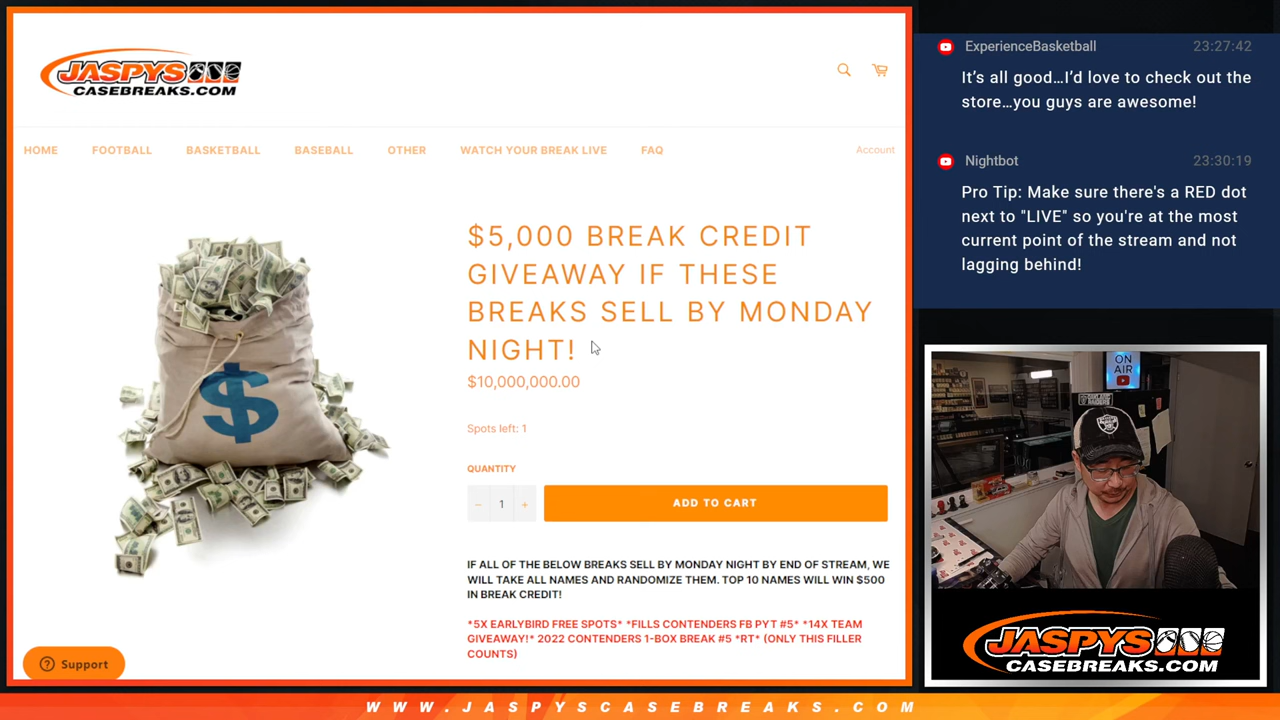 JASPYS
CASEBREAKS.COM
HOME FOOTBALL BASKETBALL BASEBALL OTHER WATCH YOUR BREAK LIVE FAQ Account
$5,000 BREAK CREDIT
GIVEAWAY IF THESE
BREAKS SELL BY MONDAY
NIGHT!
$10,000,000.00
Spots left: 1
QUANTITY
− 1 + ADD TO CART
IF ALL OF THE BELOW BREAKS SELL BY MONDAY NIGHT BY END OF STREAM, WE
WILL TAKE ALL NAMES AND RANDOMIZE THEM. TOP 10 NAMES WILL WIN $500
IN BREAK CREDIT!
*5X EARLYBIRD FREE SPOTS* *FILLS CONTENDERS FB PYT #5* *14X TEAM
GIVEAWAY!* 2022 CONTENDERS 1-BOX BREAK #5 *RT* (ONLY THIS FILLER
COUNTS)
$
Support
ExperienceBasketball 23:27:42
It's all good…I'd love to check out the
store…you guys are awesome!
Nightbot 23:30:19
Pro Tip: Make sure there's a RED dot
next to "LIVE" so you're at the most
current point of the stream and not
lagging behind!
ON
AIR
RAIDERS
JASPYS
CASEBREAKS.COM
WWW.JASPYSCASEBREAKS.COM